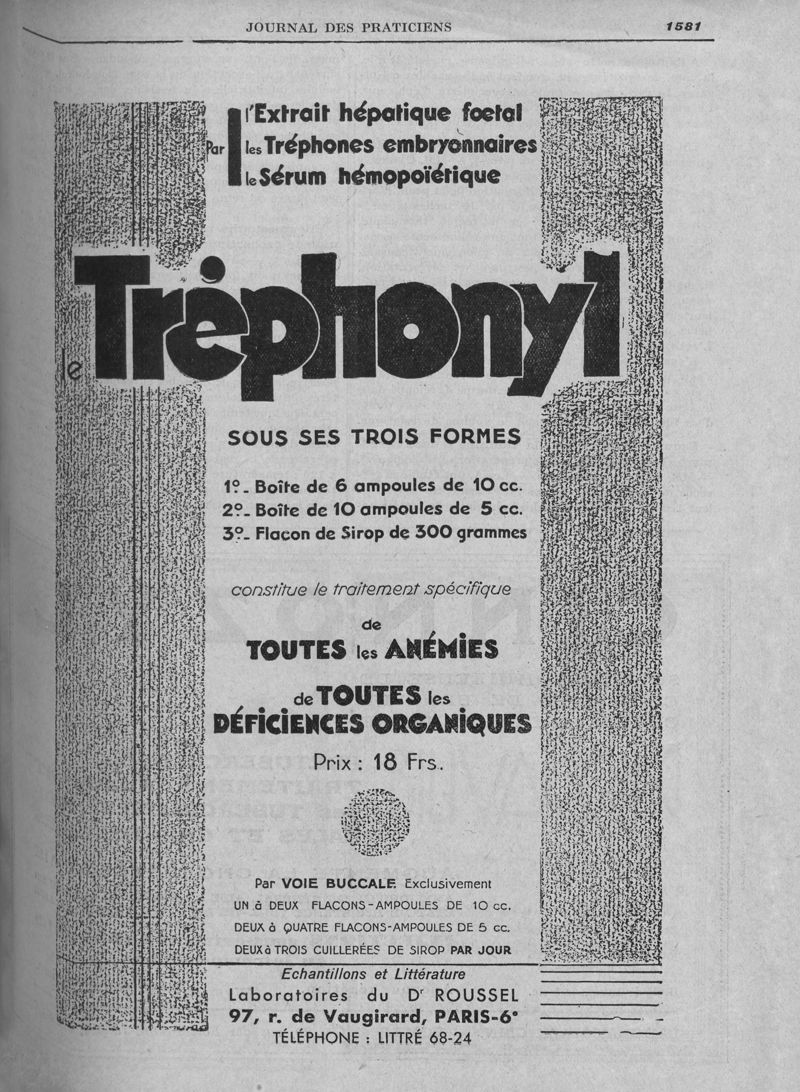 JOURNAL DES PRATICIENS 1581
l'Extrait hépatique foetal
Par les Tréphones embryonnaires
le Sérum hémopoïétique
le Tréphonyl
SOUS SES TROIS FORMES
1º_ Boîte de 6 ampoules de 10 cc.
2º_ Boîte de 10 ampoules de 5 cc.
3º_ Flacon de Sirop de 300 grammes
constitue le traitement spécifique
de
TOUTES les ANÉMIES
de TOUTES les
DÉFICIENCES ORGANIQUES
Prix : 18 Frs.
Par VOIE BUCCALE Exclusivement
UN à DEUX FLACONS-AMPOULES DE 10 cc.
DEUX à QUATRE FLACONS-AMPOULES DE 5 cc.
DEUX à TROIS CUILLERÉES DE SIROP PAR JOUR
Echantillons et Littérature
Laboratoires du Dr ROUSSEL
97, r. de Vaugirard, PARIS-6e
TÉLÉPHONE : LITTRÉ 68-24